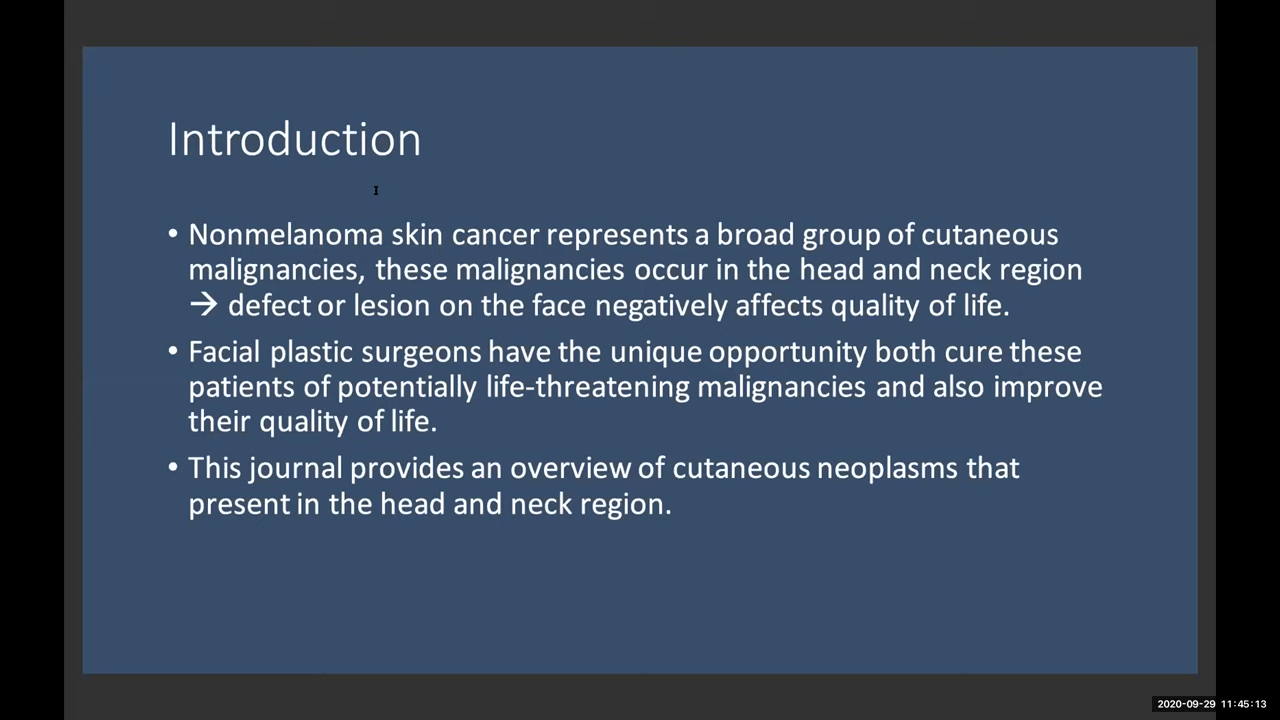 Introduction
• Nonmelanoma skin cancer represents a broad group of cutaneous
malignancies, these malignancies occur in the head and neck region
→ defect or lesion on the face negatively affects quality of life.
• Facial plastic surgeons have the unique opportunity both cure these
patients of potentially life-threatening malignancies and also improve
their quality of life.
• This journal provides an overview of cutaneous neoplasms that
present in the head and neck region.
2020-09-29 11:45:13